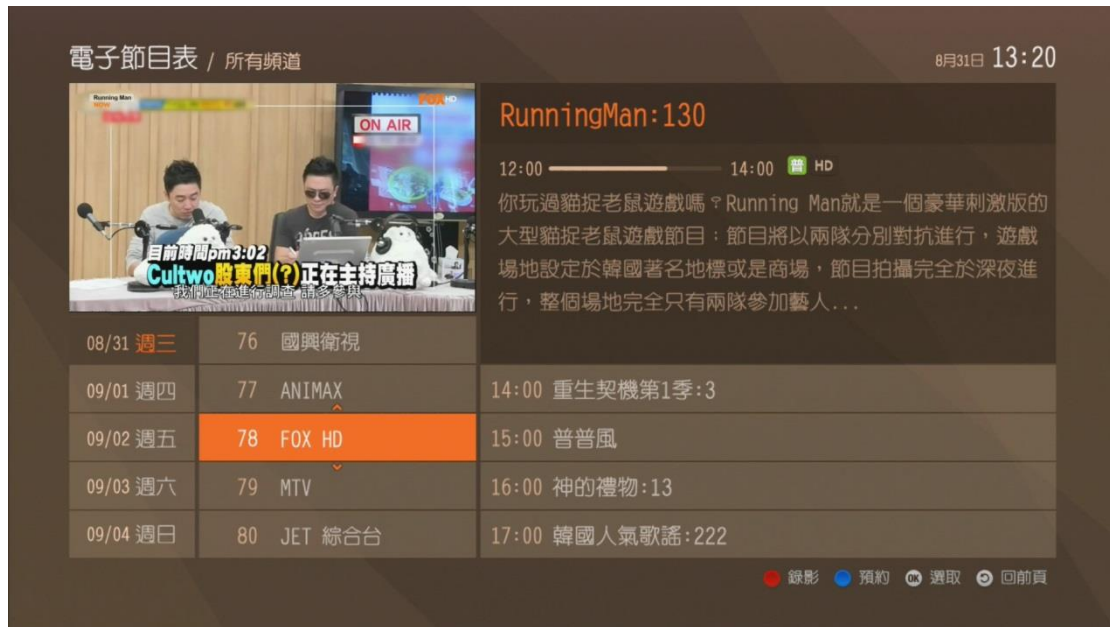 電子節目表 / 所有頻道
8月31日 13:20
Running Man
NOW
FOX HD
ON AIR
目前時間pm3:02
Cultwo股東們(?)正在主持廣播
我們正在進行調查 請多參與
RunningMan:130
12:00 14:00 普 HD
你玩過貓捉老鼠遊戲嗎？Running Man就是一個豪華刺激版的
大型貓捉老鼠遊戲節目：節目將以兩隊分別對抗進行，遊戲
場地設定於韓國著名地標或是商場，節目拍攝完全於深夜進
行，整個場地完全只有兩隊參加藝人...
08/31 週三
09/01 週四
09/02 週五
09/03 週六
09/04 週日
76 國興衛視
77 ANIMAX
78 FOX HD
79 MTV
80 JET 綜合台
14:00 重生契機第1季:3
15:00 普普風
16:00 神的禮物:13
17:00 韓國人氣歌謠:222
錄影 預約 OK 選取 回前頁